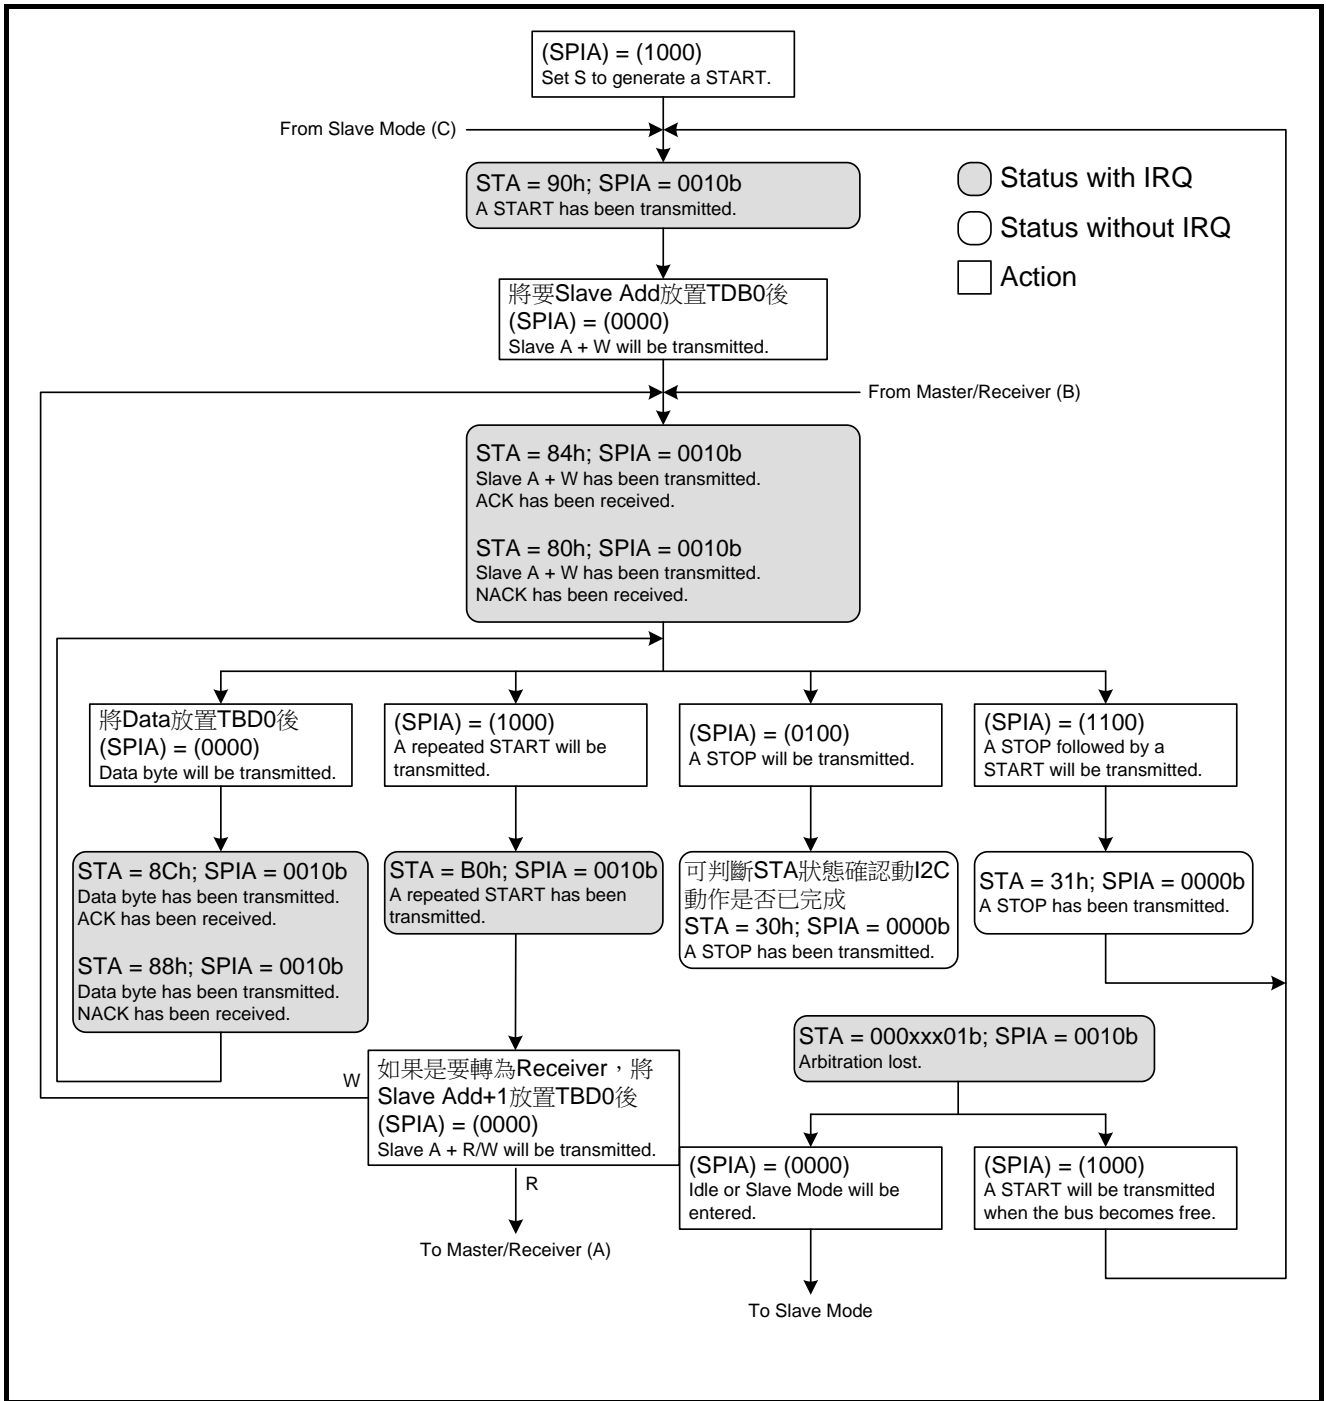 (SPIA) = (1000)
Set S to generate a START.
From Slave Mode (C)
STA = 90h; SPIA = 0010b
A START has been transmitted.
Status with IRQ
Status without IRQ
Action
將要Slave Add放置TDB0後
(SPIA) = (0000)
Slave A + W will be transmitted.
From Master/Receiver (B)
STA = 84h; SPIA = 0010b
Slave A + W has been transmitted.
ACK has been received.
STA = 80h; SPIA = 0010b
Slave A + W has been transmitted.
NACK has been received.
將Data放置TBD0後
(SPIA) = (0000)
Data byte will be transmitted.
(SPIA) = (1000)
A repeated START will be
transmitted.
(SPIA) = (0100)
A STOP will be transmitted.
(SPIA) = (1100)
A STOP followed by a
START will be transmitted.
STA = 8Ch; SPIA = 0010b
Data byte has been transmitted.
ACK has been received.
STA = 88h; SPIA = 0010b
Data byte has been transmitted.
NACK has been received.
STA = B0h; SPIA = 0010b
A repeated START has been
transmitted.
可判斷STA狀態確認動I2C
動作是否已完成
STA = 30h; SPIA = 0000b
A STOP has been transmitted.
STA = 31h; SPIA = 0000b
A STOP has been transmitted.
STA = 000xxx01b; SPIA = 0010b
Arbitration lost.
W
如果是要轉為Receiver，將
Slave Add+1放置TBD0後
(SPIA) = (0000)
Slave A + R/W will be transmitted.
R
To Master/Receiver (A)
(SPIA) = (0000)
Idle or Slave Mode will be
entered.
(SPIA) = (1000)
A START will be transmitted
when the bus becomes free.
To Slave Mode